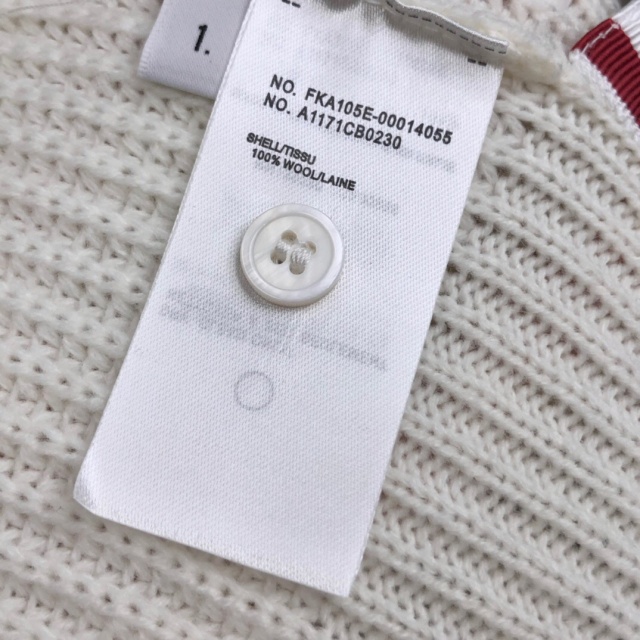 1.
NO. FKA105E-00014055
NO. A1171CB0230
SHELL/TISSU
100% WOOL/LAINE